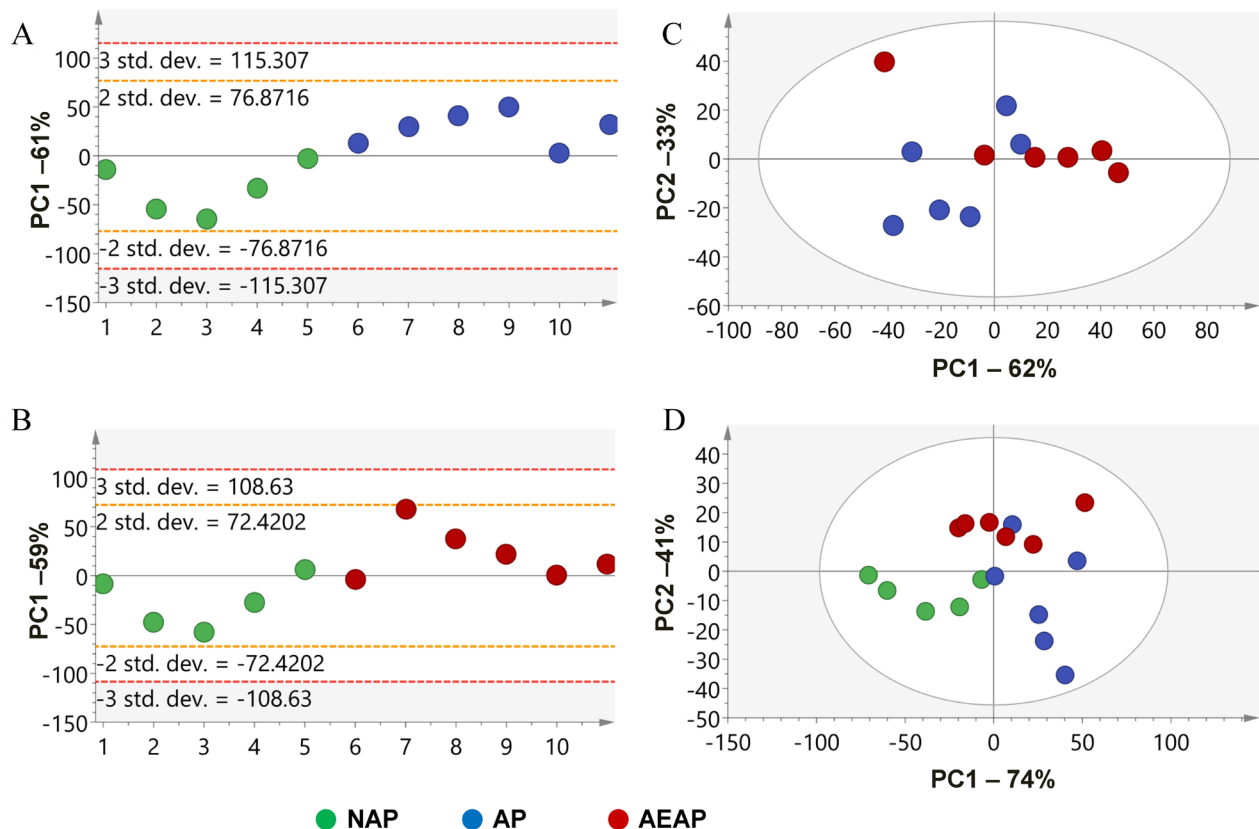 A
PC1 –61%
100
50
0
-50
-100
-150
3 std. dev. = 115.307
2 std. dev. = 76.8716
-2 std. dev. = -76.8716
-3 std. dev. = -115.307
1 2 3 4 5 6 7 8 9 10
C
PC2 –33%
40
20
0
-20
-40
-60
-100 -80 -60 -40 -20 0 20 40 60 80
PC1 – 62%
B
PC1 –59%
100
50
0
-50
-100
-150
3 std. dev. = 108.63
2 std. dev. = 72.4202
-2 std. dev. = -72.4202
-3 std. dev. = -108.63
1 2 3 4 5 6 7 8 9 10
D
PC2 –41%
40
30
20
10
0
-10
-20
-30
-40
-50
-150 -100 -50 0 50 100
PC1 – 74%
NAP AP AEAP